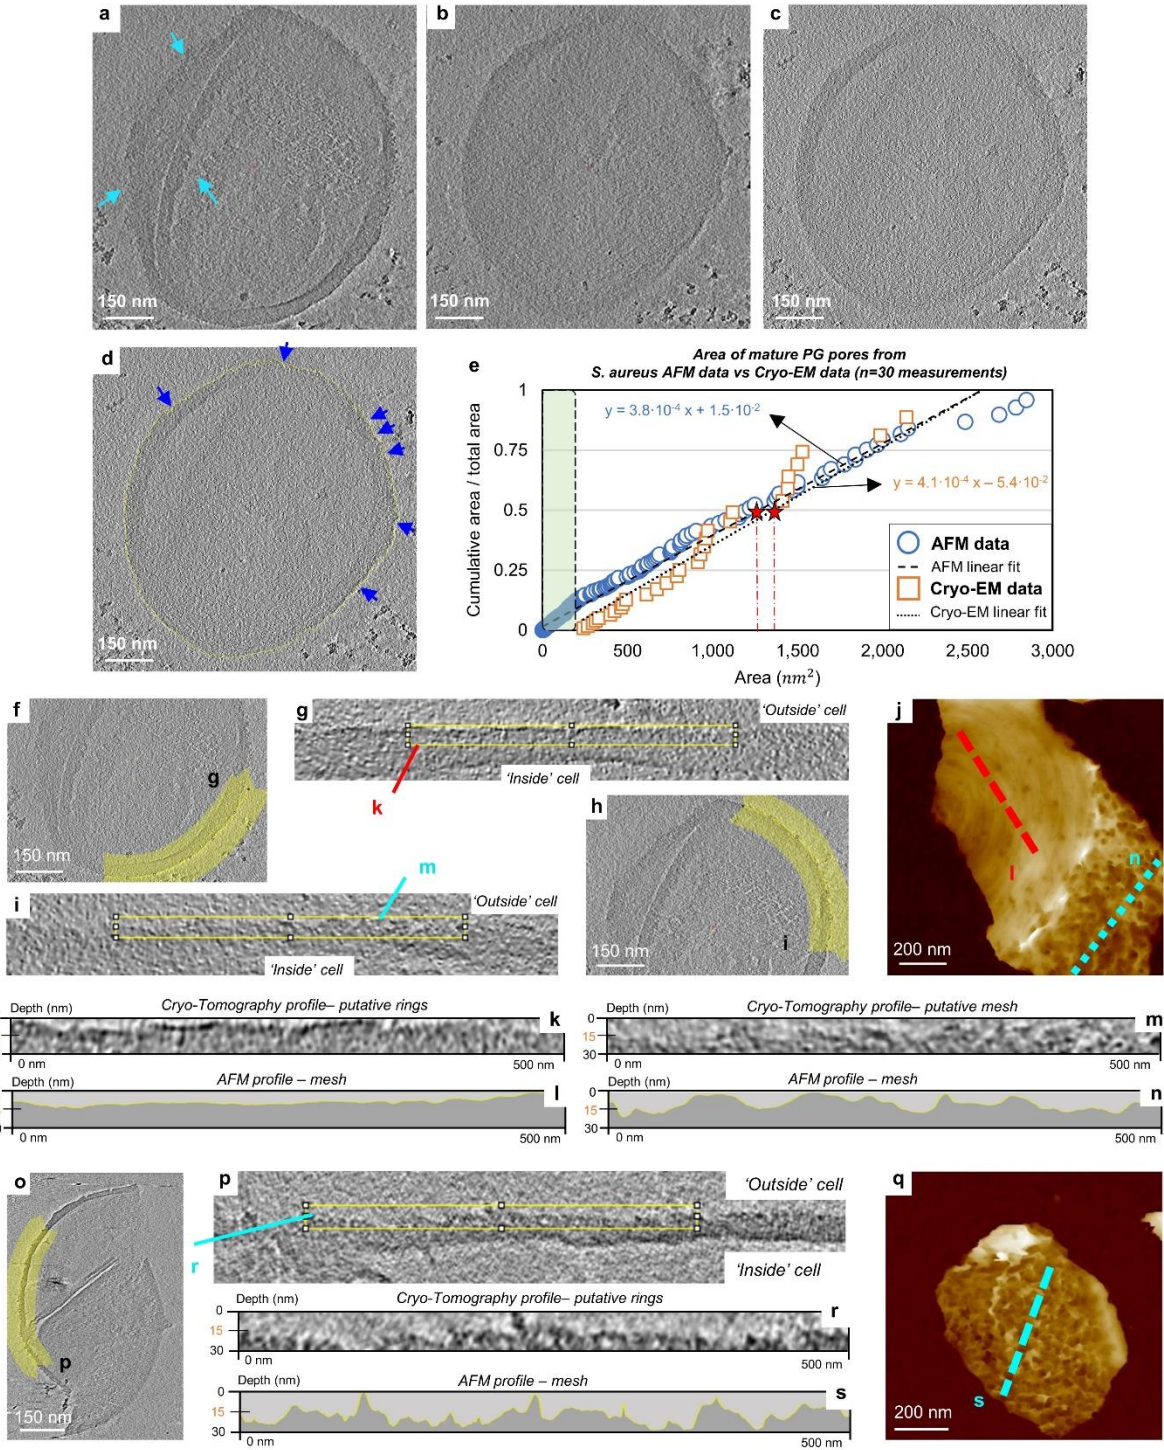 a
150 nm
b
150 nm
c
150 nm
d
150 nm
e
Area of mature PG pores from
S. aureus AFM data vs Cryo-EM data (n=30 measurements)
Cumulative area / total area
1
0.75
0.5
0.25
0
y = 3.8·10⁻⁴ x + 1.5·10⁻²
y = 4.1·10⁻⁴ x – 5.4·10⁻²
AFM data
AFM linear fit
Cryo-EM data
Cryo-EM linear fit
0 500 1,000 1,500 2,000 2,500 3,000
Area (nm²)
f
g
150 nm
g
'Outside' cell
'Inside' cell
k
h
i
150 nm
m
i
'Outside' cell
'Inside' cell
j
l
n
200 nm
Depth (nm)
Cryo-Tomography profile– putative rings
k
15
30
0 nm
500 nm
Depth (nm)
AFM profile – mesh
l
0
15
30
0 nm
500 nm
Cryo-Tomography profile– putative mesh
m
0
15
30
0 nm
500 nm
Depth (nm)
AFM profile – mesh
n
0
15
30
0 nm
500 nm
o
p
150 nm
p
'Outside' cell
'Inside' cell
r
Depth (nm)
Cryo-Tomography profile– putative rings
r
0
15
30
0 nm
500 nm
Depth (nm)
AFM profile – mesh
s
0
15
30
0 nm
500 nm
q
s
200 nm